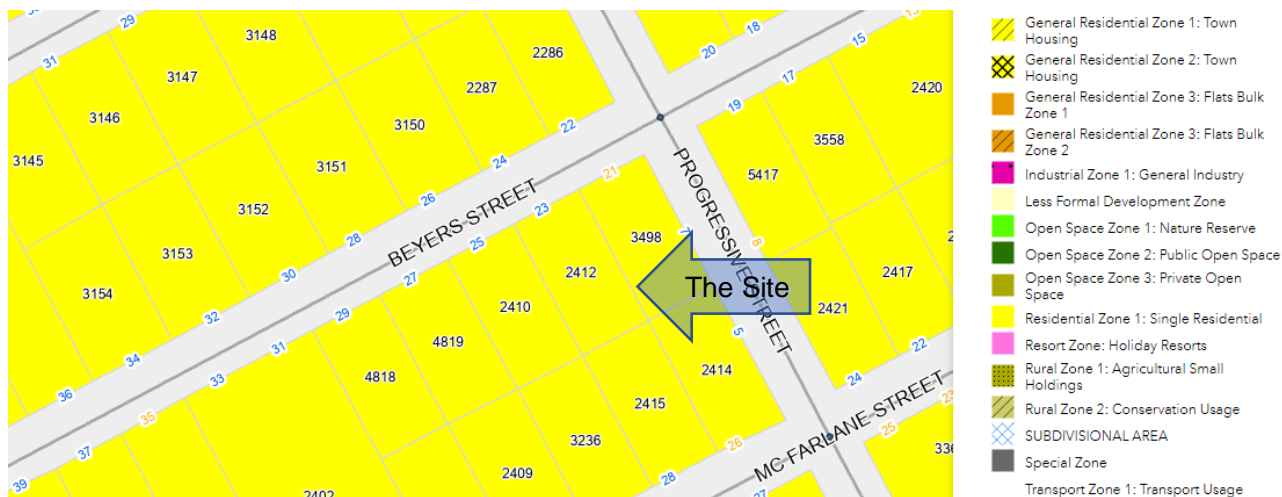 29
31
3148
3147
3146
3145
2286
2287
3150
3151
3152
3153
3154
22
24
26
28
30
32
34
36
BEYERS STREET
21
23
25
27
29
31
33
35
37
39
20
18
15
17
19
2420
3558
5417
PROGRESSIVE STREET
7
8
5
3498
2412
2410
4819
4818
The Site
2417
2421
2414
2415
3236
2409
2402
22
24
26
28
MC FARLANE STREET
23
25
27
General Residential Zone 1: Town
Housing
General Residential Zone 2: Town
Housing
General Residential Zone 3: Flats Bulk
Zone 1
General Residential Zone 3: Flats Bulk
Zone 2
Industrial Zone 1: General Industry
Less Formal Development Zone
Open Space Zone 1: Nature Reserve
Open Space Zone 2: Public Open Space
Open Space Zone 3: Private Open
Space
Residential Zone 1: Single Residential
Resort Zone: Holiday Resorts
Rural Zone 1: Agricultural Small
Holdings
Rural Zone 2: Conservation Usage
SUBDIVISIONAL AREA
Special Zone
Transport Zone 1: Transport Usage